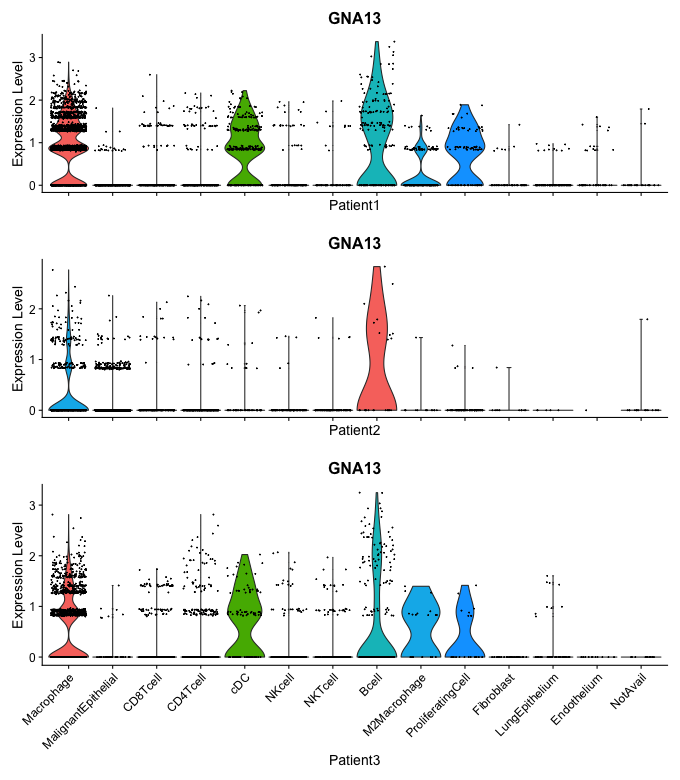 GNA13
Expression Level
3
2
1
0
Patient1
GNA13
Expression Level
2
1
0
Patient2
GNA13
Expression Level
3
2
1
0
Macrophage
MalignantEpithelial
CD8Tcell
CD4Tcell
cDC
NKcell
NKTcell
Bcell
M2Macrophage
ProliferatingCell
Fibroblast
LungEpithelium
Endothelium
NotAvail
Patient3